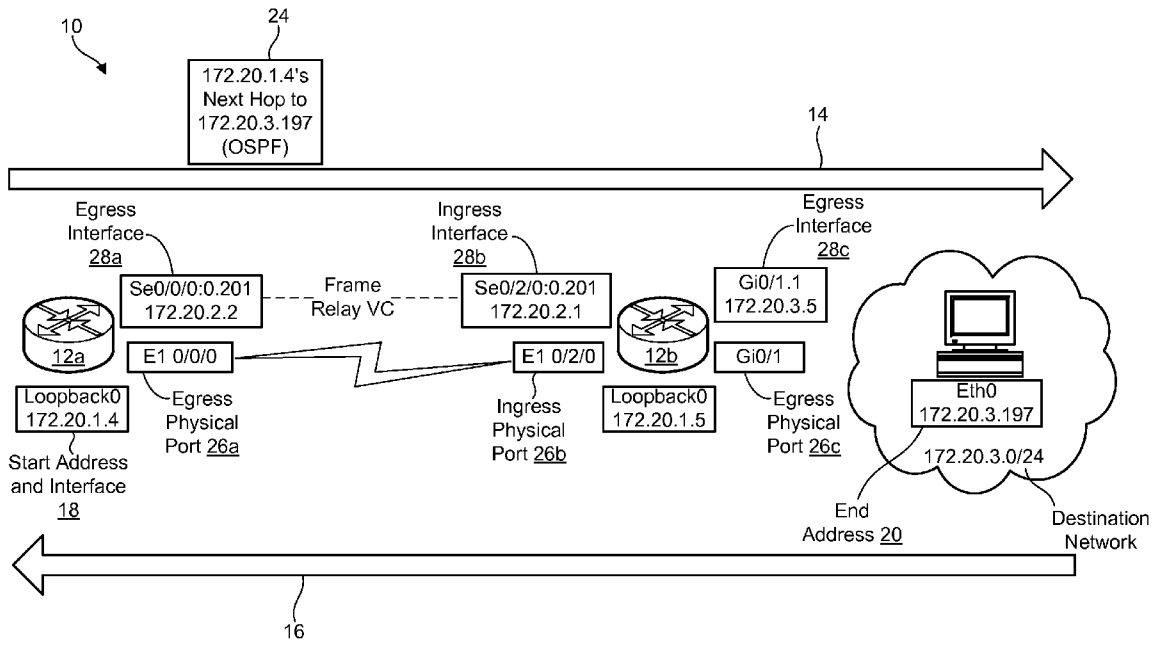 10
24
172.20.1.4's
Next Hop to
172.20.3.197
(OSPF)
14
Egress
Interface
28a
Ingress
Interface
28b
Egress
Interface
28c
Se0/0/0:0.201
172.20.2.2
Frame
Relay VC
Se0/2/0:0.201
172.20.2.1
Gi0/1.1
172.20.3.5
12a
E1 0/0/0
E1 0/2/0
12b
Gi0/1
Loopback0
172.20.1.4
Egress
Physical
Port 26a
Ingress
Physical
Port 26b
Loopback0
172.20.1.5
Egress
Physical
Port 26c
Eth0
172.20.3.197
172.20.3.0/24
Start Address
and Interface
18
End
Address 20
Destination
Network
16